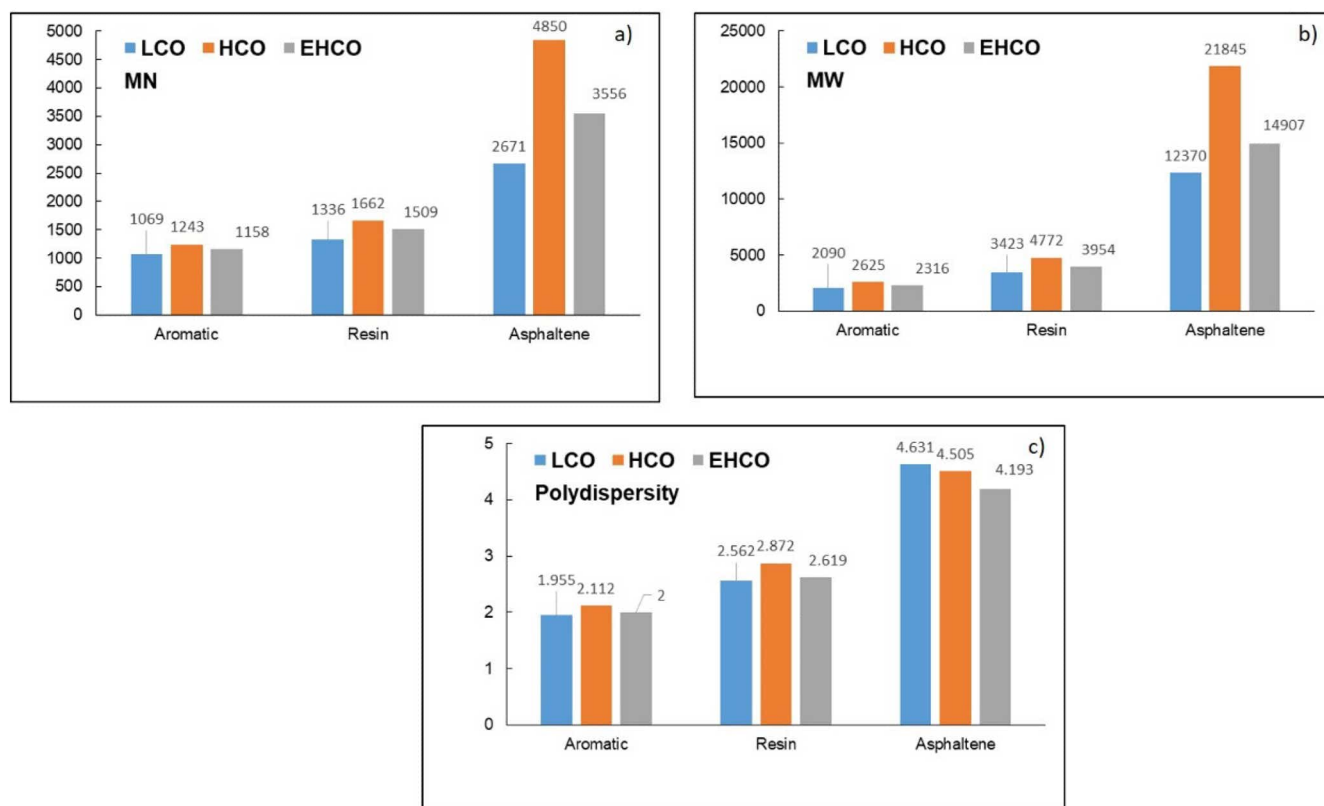 a)
LCO HCO EHCO
MN
5000
4500
4000
3500
3000
2500
2000
1500
1000
500
0
1069 1243 1158
1336 1662 1509
2671 4850 3556
Aromatic Resin Asphaltene
b)
LCO HCO EHCO
MW
25000
20000
15000
10000
5000
0
2090 2625 2316
3423 4772 3954
12370 21845 14907
Aromatic Resin Asphaltene
c)
LCO HCO EHCO
Polydispersity
5
4
3
2
1
0
1.955 2.112 2
2.562 2.872 2.619
4.631 4.505 4.193
Aromatic Resin Asphaltene